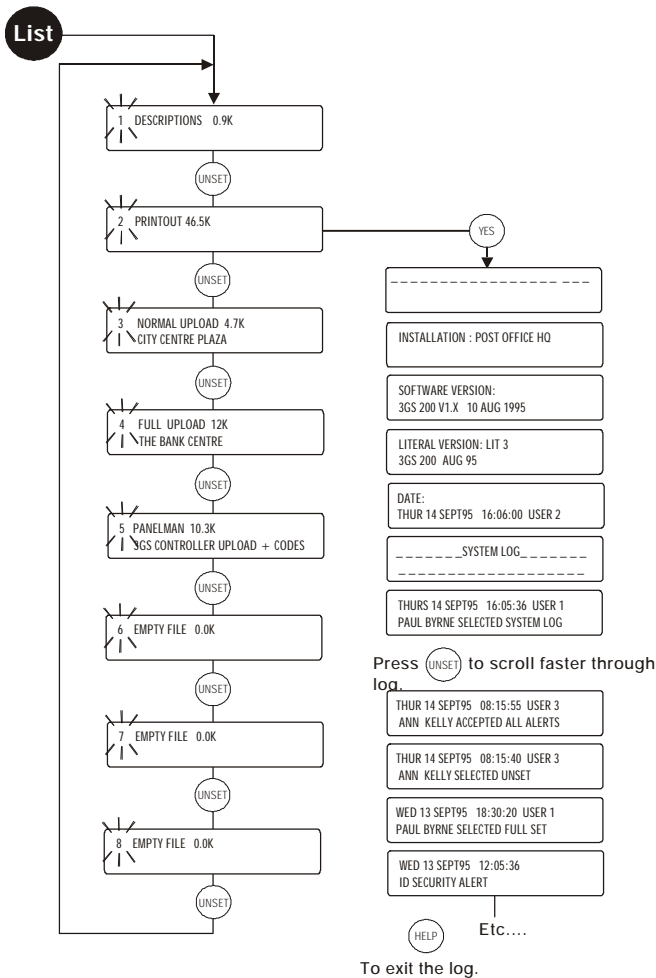 List
1 DESCRIPTIONS 0.9K
UNSET
2 PRINTOUT 46.5K
YES
UNSET
3 NORMAL UPLOAD 4.7K
CITY CENTRE PLAZA
UNSET
4 FULL UPLOAD 12K
THE BANK CENTRE
UNSET
5 PANELMAN 10.3K
3GS CONTROLLER UPLOAD + CODES
UNSET
6 EMPTY FILE 0.0K
UNSET
7 EMPTY FILE 0.0K
UNSET
8 EMPTY FILE 0.0K
UNSET
INSTALLATION : POST OFFICE HQ
SOFTWARE VERSION:
3GS 200 V1.X 10 AUG 1995
LITERAL VERSION: LIT 3
3GS 200 AUG 95
DATE:
THUR 14 SEPT95 16:06:00 USER 2
_______SYSTEM LOG_______
THURS 14 SEPT95 16:05:36 USER 1
PAUL BYRNE SELECTED SYSTEM LOG
Press UNSET to scroll faster through
log.
THUR 14 SEPT95 08:15:55 USER 3
ANN KELLY ACCEPTED ALL ALERTS
THUR 14 SEPT95 08:15:40 USER 3
ANN KELLY SELECTED UNSET
WED 13 SEPT95 18:30:20 USER 1
PAUL BYRNE SELECTED FULL SET
WED 13 SEPT95 12:05:36
ID SECURITY ALERT
Etc....
HELP
To exit the log.